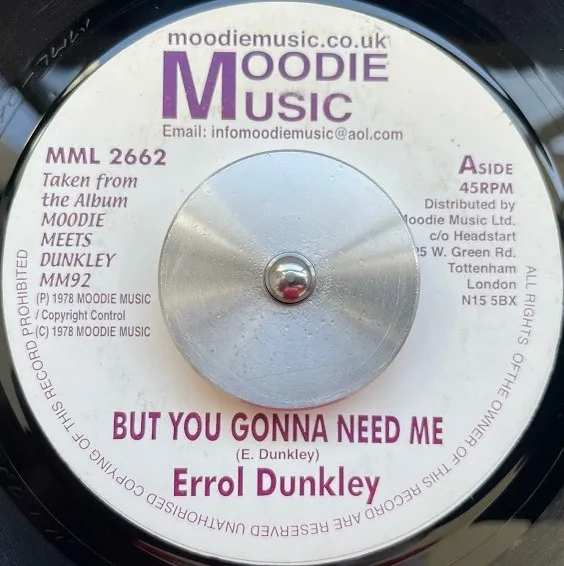 moodiemusic.co.uk
MOODIE
MUSIC
Email: infomoodiemusic@aol.com
MML 2662
Taken from
the Album
MOODIE
MEETS
DUNKLEY
MM92
(P) 1978 MOODIE MUSIC
/ Copyright Control
(C) 1978 MOODIE MUSIC
ASIDE
45RPM
Distributed by
Moodie Music Ltd.
c/o Headstart
W. Green Rd.
Tottenham
London
N15 5BX
BUT YOU GONNA NEED ME
(E. Dunkley)
Errol Dunkley
ALL RIGHTS OFTHE OWNER OF THIS RECORD ARE RESERVED UNATHORISED COPYING OF THIS RECORD PROHIBITED